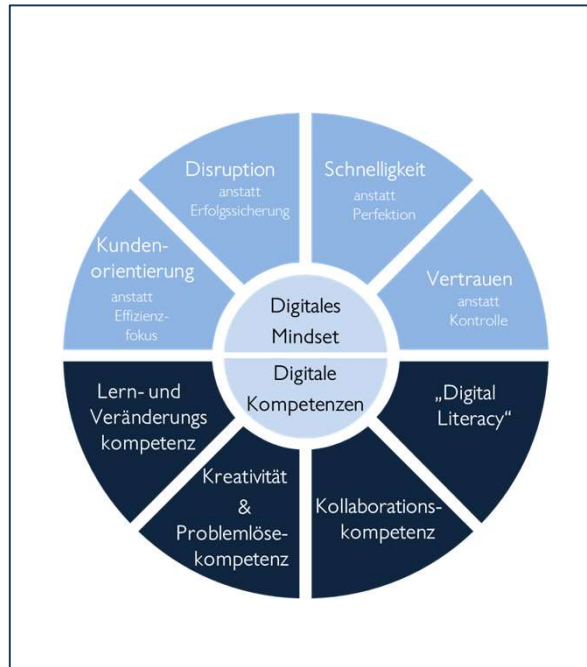 Disruption
anstatt
Erfolgssicherung
Schnelligkeit
anstatt
Perfektion
Kunden-
orientierung
anstatt
Effizienz-
fokus
Vertrauen
anstatt
Kontrolle
Digitales
Mindset
Digitale
Kompetenzen
Lern- und
Veränderungs
kompetenz
„Digital
Literacy“
Kreativität
&
Problemlöse-
kompetenz
Kollaborations-
kompetenz